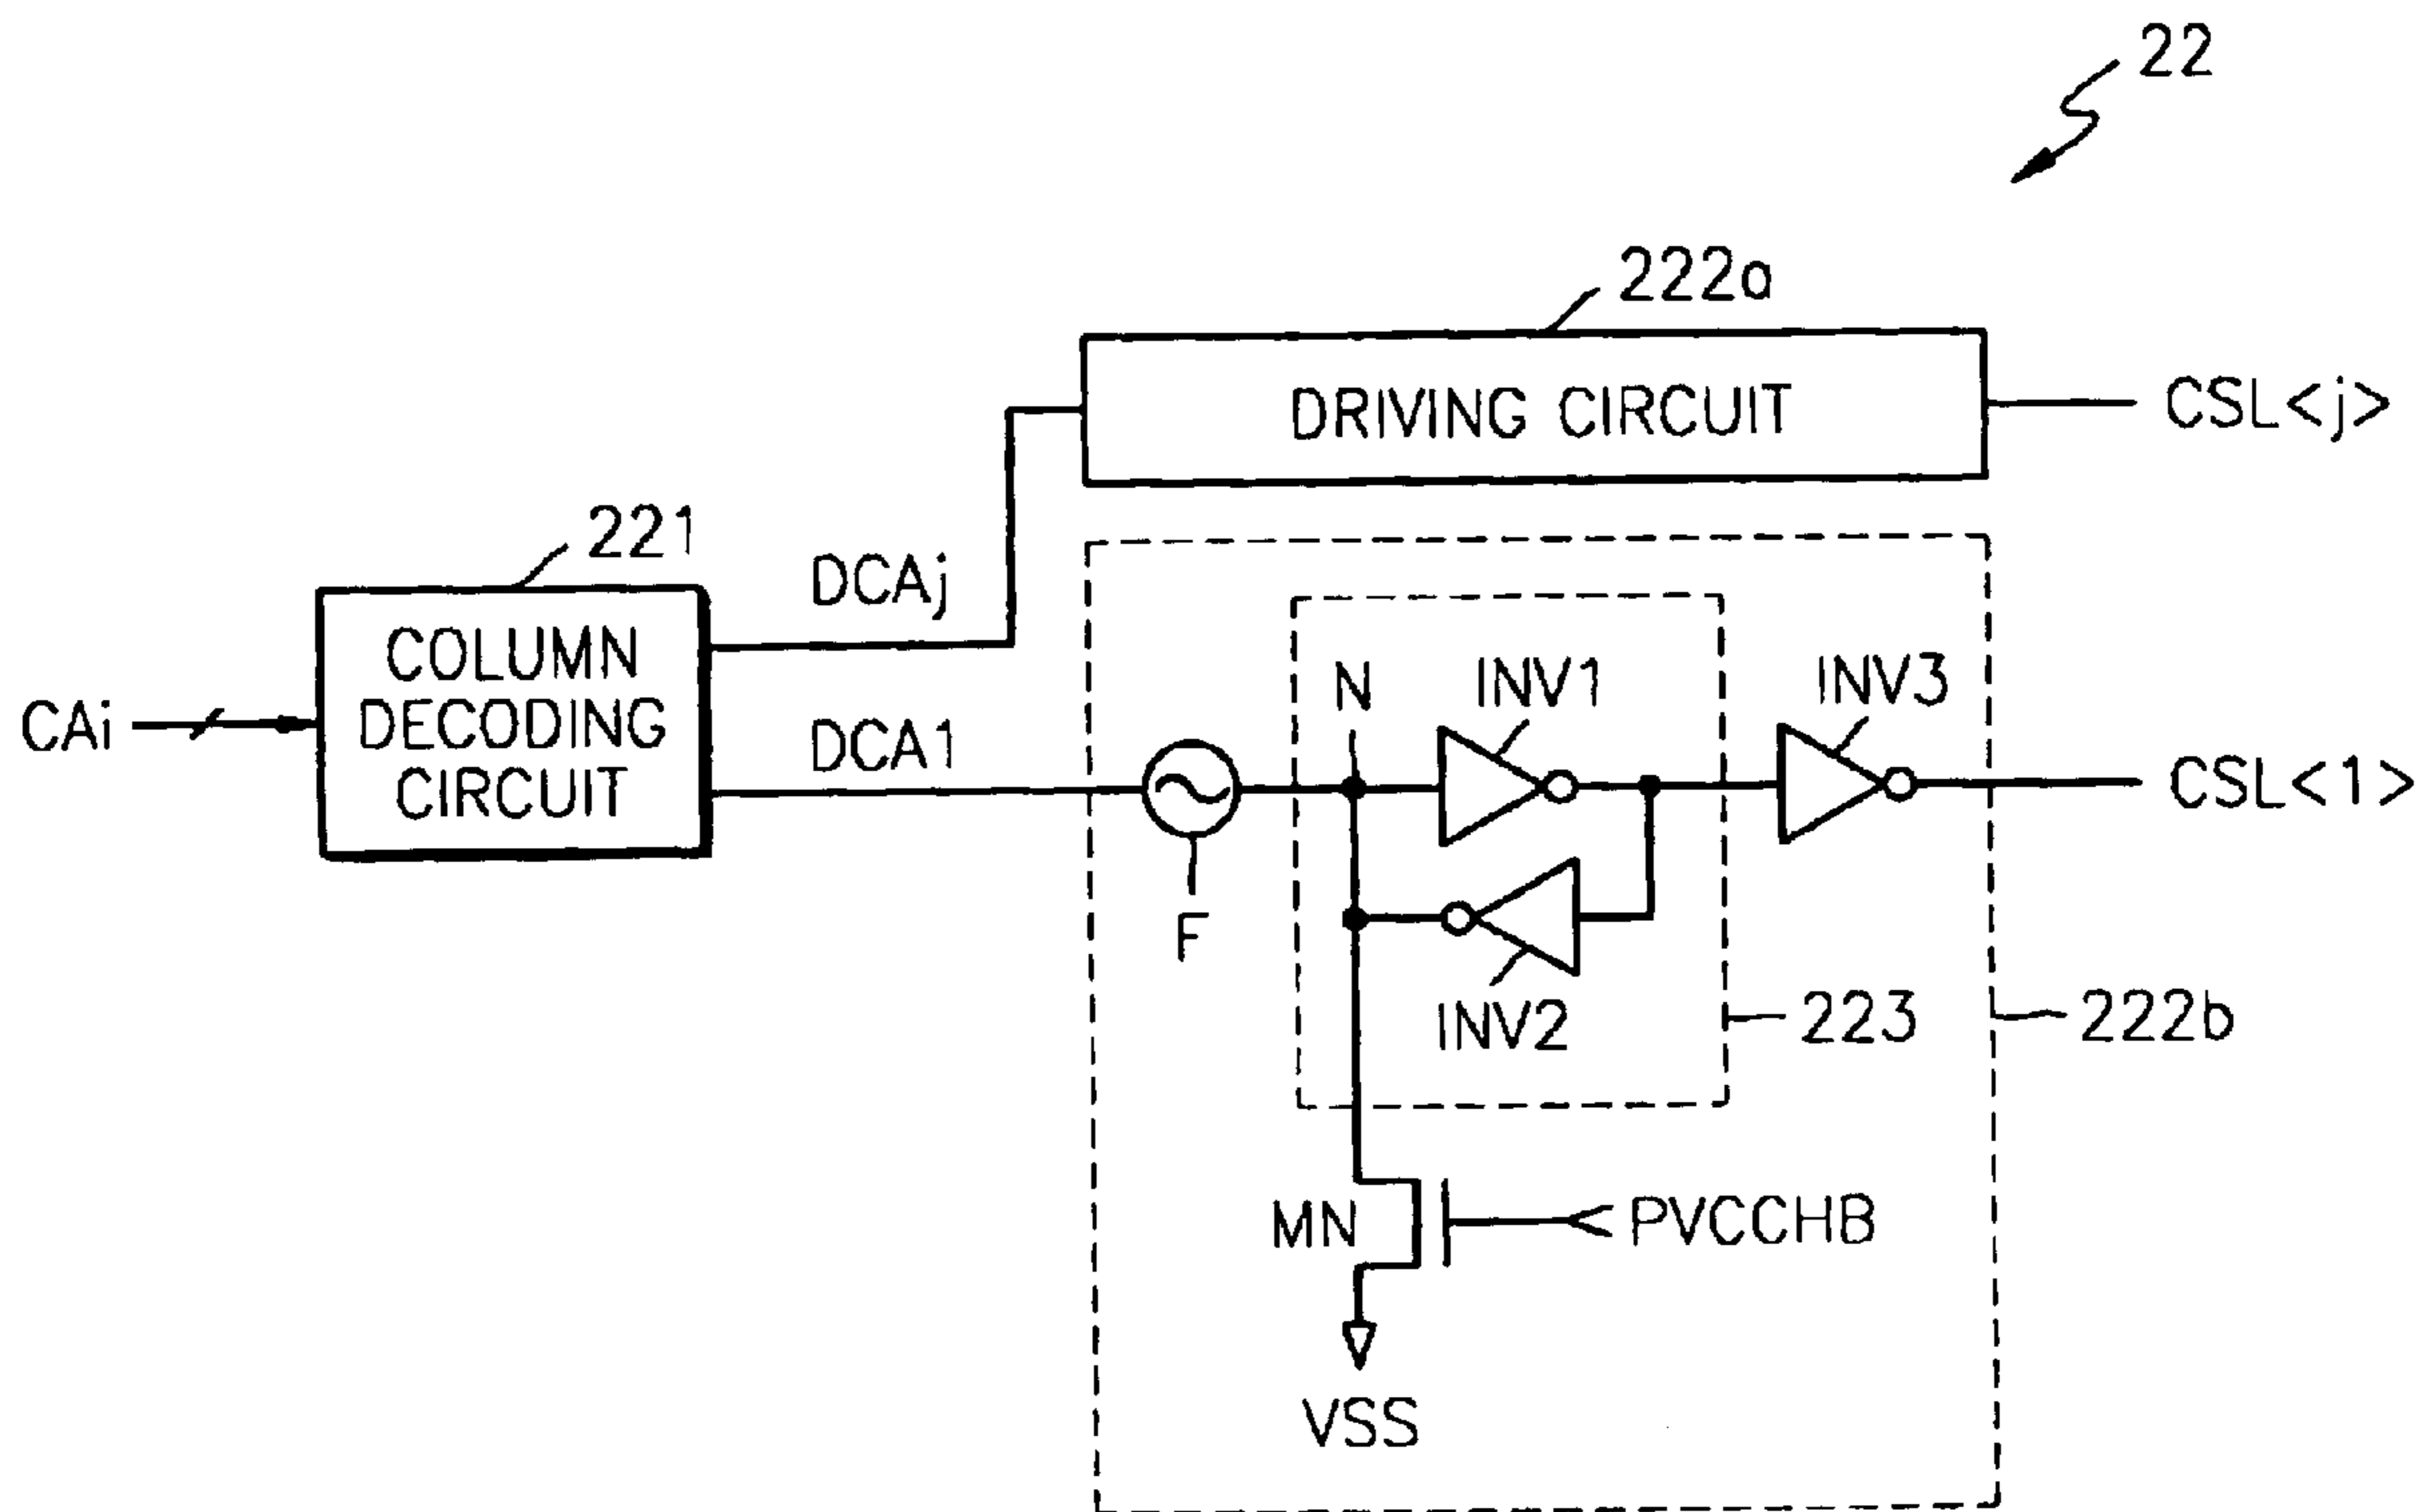 22
222a
DRIVING CIRCUIT
CSL<j>
221
DCAj
COLUMN
DECODING
CIRCUIT
CAi
DCA1
N
INV1
INV3
CSL<1>
F
INV2
223
222b
MN
PVCCHB
VSS